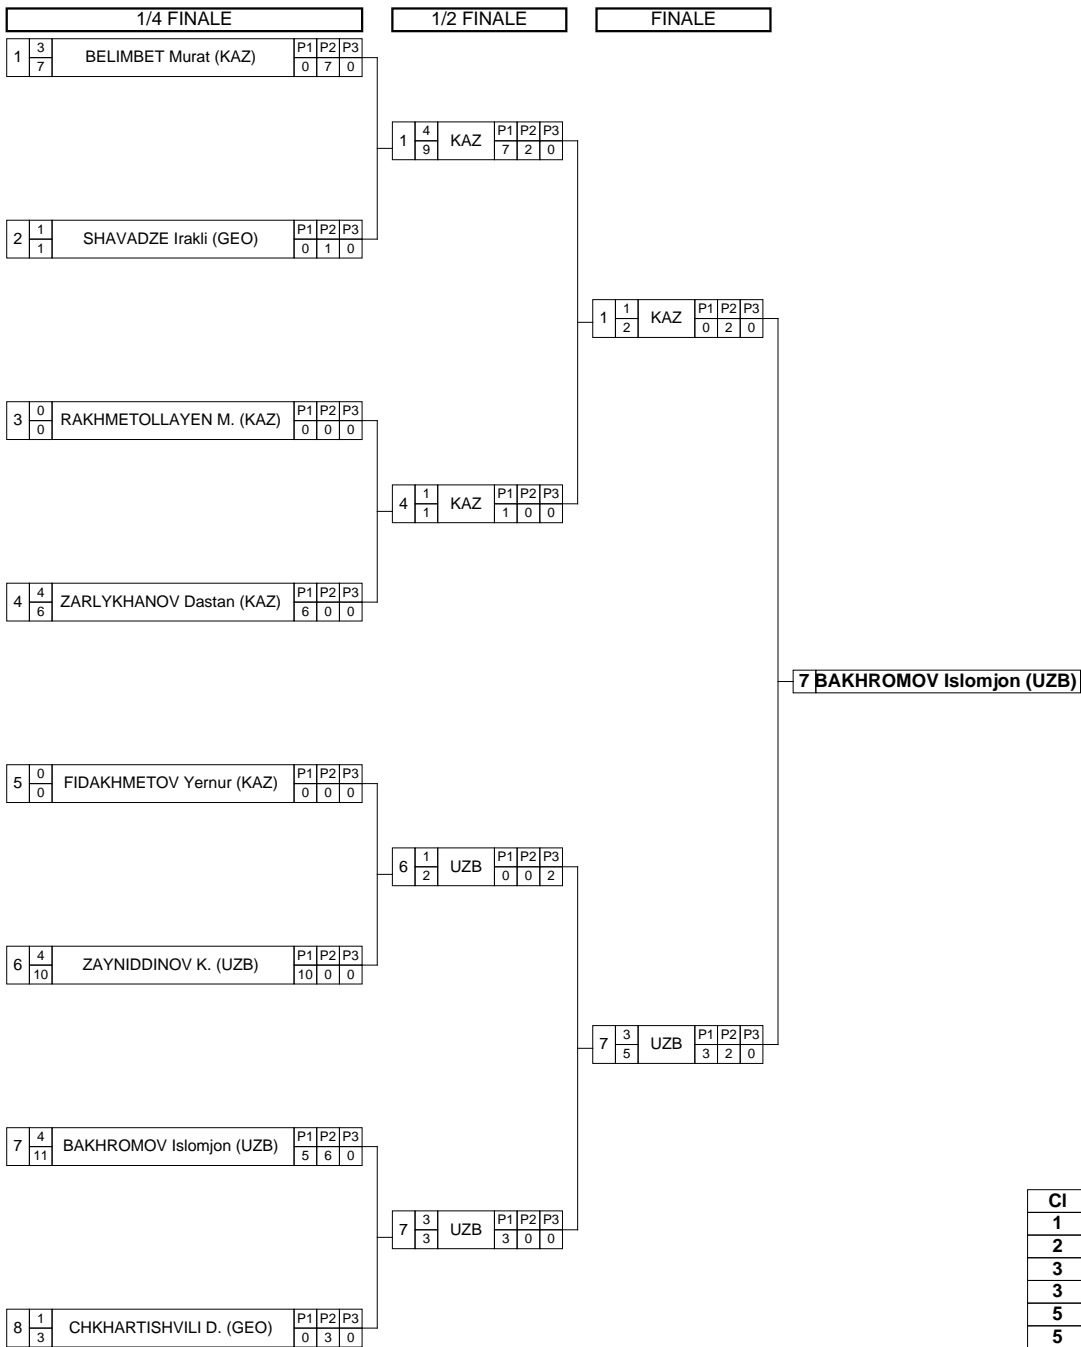 1/4 FINALE 1/2 FINALE FINALE
1 3 7 BELIMBET Murat (KAZ) P1 P2 P3 0 7 0
1 4 9 KAZ P1 P2 P3 7 2 0
2 1 1 SHAVADZE Irakli (GEO) P1 P2 P3 0 1 0
1 1 2 KAZ P1 P2 P3 0 2 0
3 0 0 RAKHMETOLLAYEN M. (KAZ) P1 P2 P3 0 0 0
4 1 1 KAZ P1 P2 P3 1 0 0
4 4 6 ZARLYKHANOV Dastan (KAZ) P1 P2 P3 6 0 0
7 BAKHROMOV Islomjon (UZB)
5 0 0 FIDAKHMETOV Yernur (KAZ) P1 P2 P3 0 0 0
6 1 2 UZB P1 P2 P3 0 0 2
6 4 10 ZAYNIDDINOV K. (UZB) P1 P2 P3 10 0 0
7 3 5 UZB P1 P2 P3 3 2 0
7 4 11 BAKHROMOV Islomjon (UZB) P1 P2 P3 5 6 0
7 3 3 UZB P1 P2 P3 3 0 0
8 1 3 CHKHARTISHVILI D. (GEO) P1 P2 P3 0 3 0
Cl
1
2
3
3
5
5